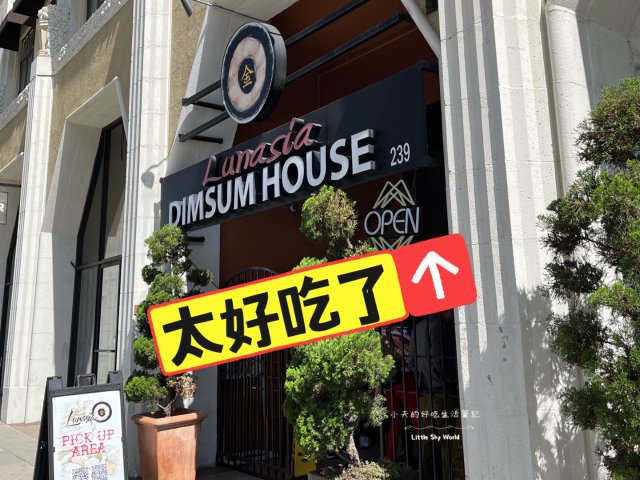 金
Lunasia
DIMSUM HOUSE
239
OPEN
太好吃了
Lunasia
PICK UP
AREA
小天的好吃生活筆記
Little Sky World